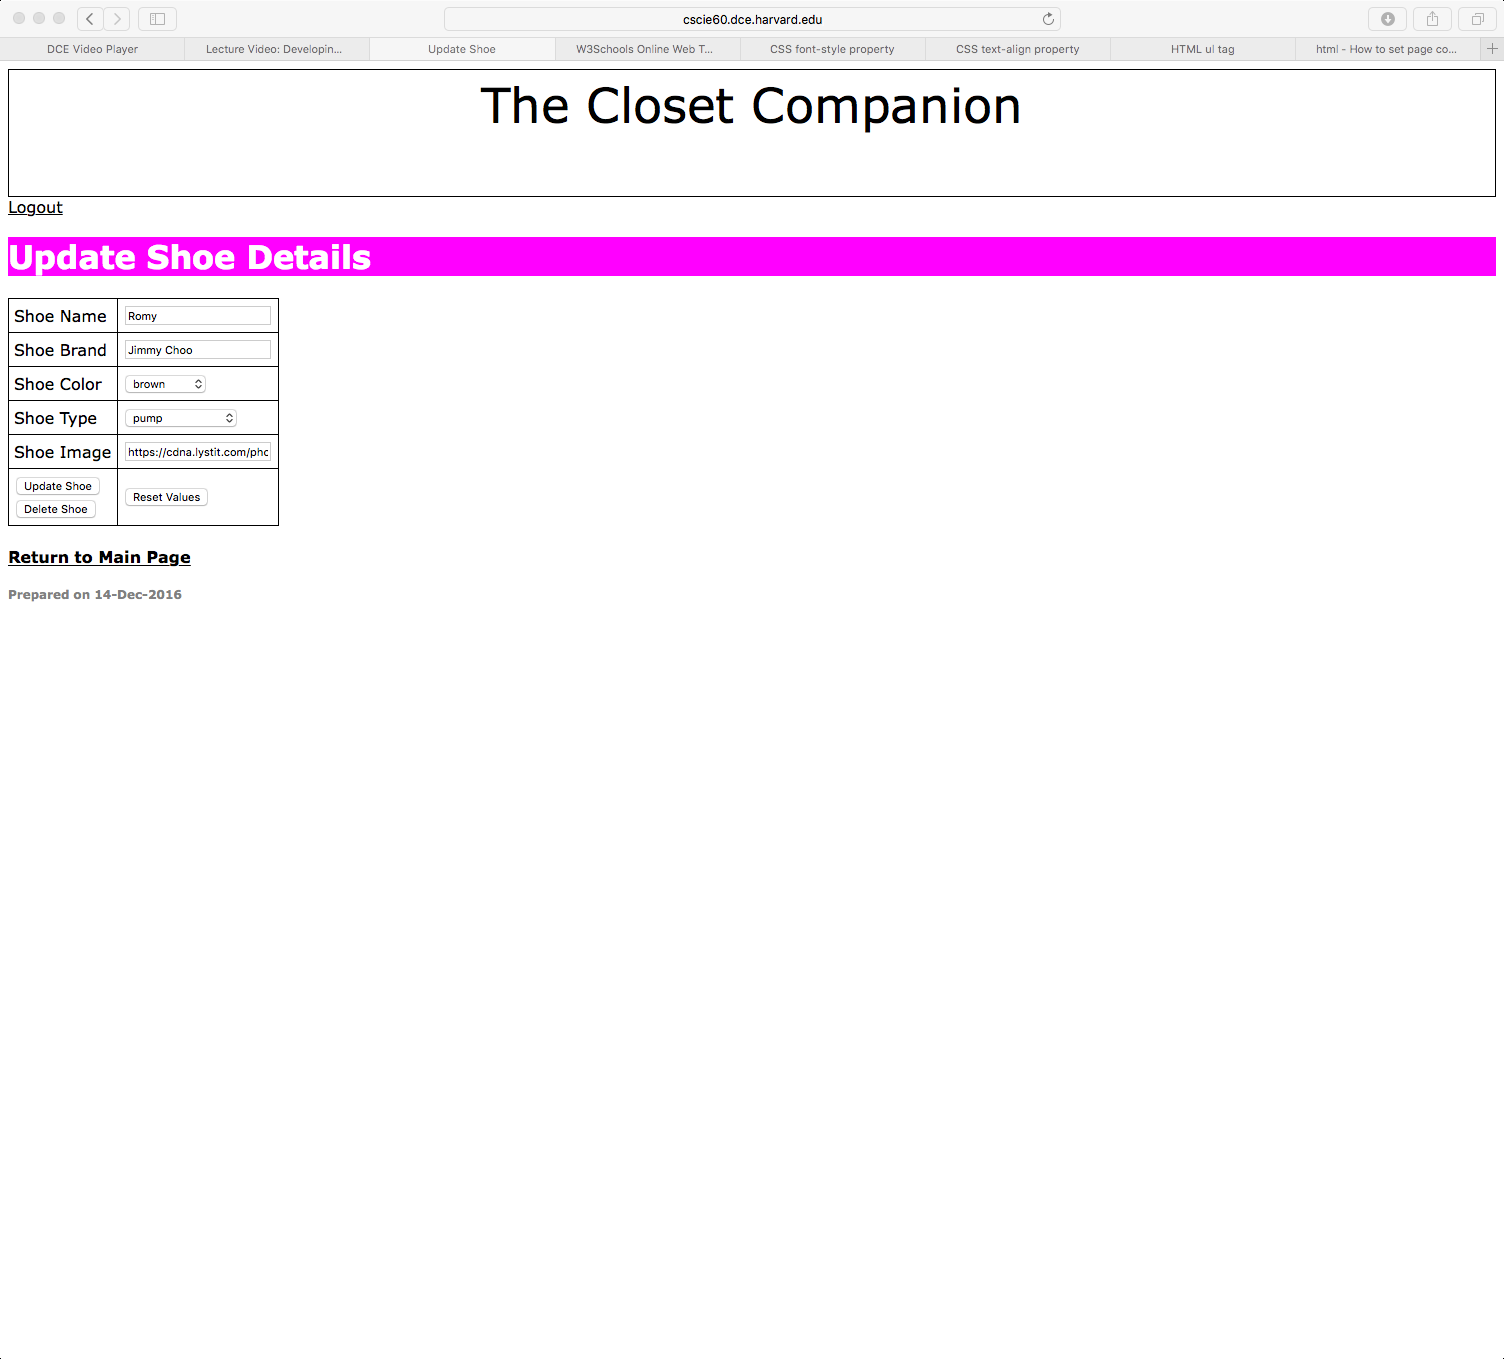 cscie60.dce.harvard.edu
DCE Video Player
Lecture Video: Developin...
Update Shoe
W3Schools Online Web T...
CSS font-style property
CSS text-align property
HTML ul tag
html - How to set page co...
The Closet Companion
Logout
Update Shoe Details
Shoe Name Romy
Shoe Brand Jimmy Choo
Shoe Color brown
Shoe Type pump
Shoe Image https://cdna.lystit.com/phc
Update Shoe
Delete Shoe
Reset Values
Return to Main Page
Prepared on 14-Dec-2016